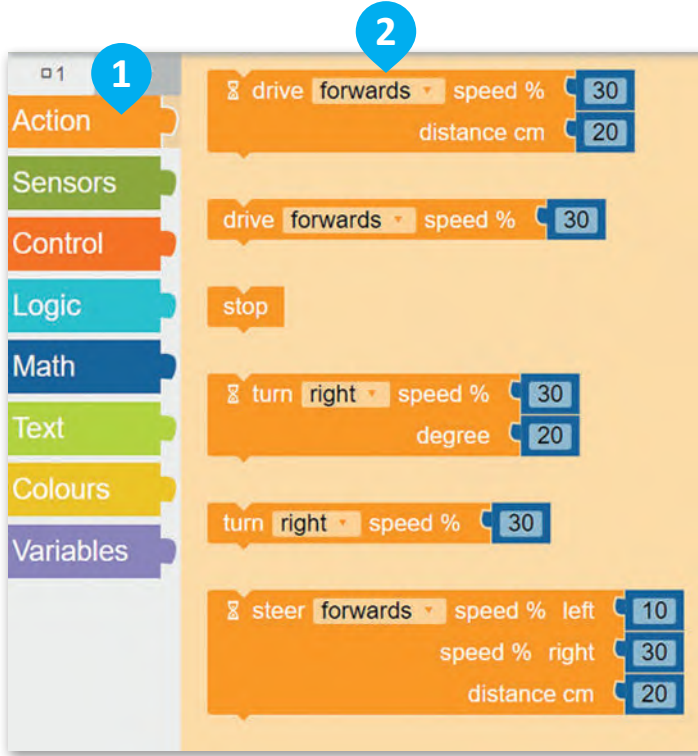 2
1
1
Action
Sensors
Control
Logic
Math
Text
Colours
Variables
drive forwards speed % 30
distance cm 20
drive forwards speed % 30
stop
turn right speed % 30
degree 20
turn right speed % 30
steer forwards speed % left 10
speed % right 30
distance cm 20